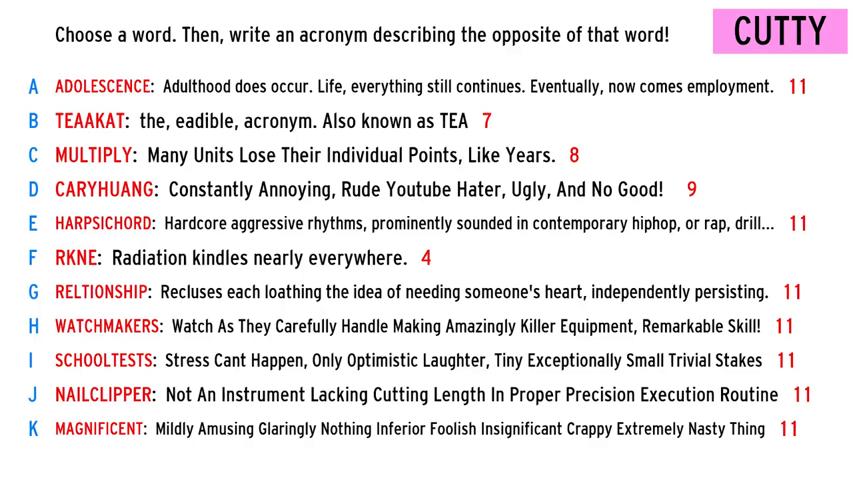 Choose a word. Then, write an acronym describing the opposite of that word!
CUTTY
A ADOLESCENCE: Adulthood does occur. Life, everything still continues. Eventually, now comes employment. 11
B TEAAKAT: the, eadible, acronym. Also known as TEA 7
C MULTIPLY: Many Units Lose Their Individual Points, Like Years. 8
D CARYHUANG: Constantly Annoying, Rude Youtube Hater, Ugly, And No Good! 9
E HARPSICHORD: Hardcore aggressive rhythms, prominently sounded in contemporary hiphop, or rap, drill... 11
F RKNE: Radiation kindles nearly everywhere. 4
G RELTIONSHIP: Recluses each loathing the idea of needing someone's heart, independently persisting. 11
H WATCHMAKERS: Watch As They Carefully Handle Making Amazingly Killer Equipment, Remarkable Skill! 11
I SCHOOLTESTS: Stress Cant Happen, Only Optimistic Laughter, Tiny Exceptionally Small Trivial Stakes 11
J NAILCLIPPER: Not An Instrument Lacking Cutting Length In Proper Precision Execution Routine 11
K MAGNIFICENT: Mildly Amusing Glaringly Nothing Inferior Foolish Insignificant Crappy Extremely Nasty Thing 11